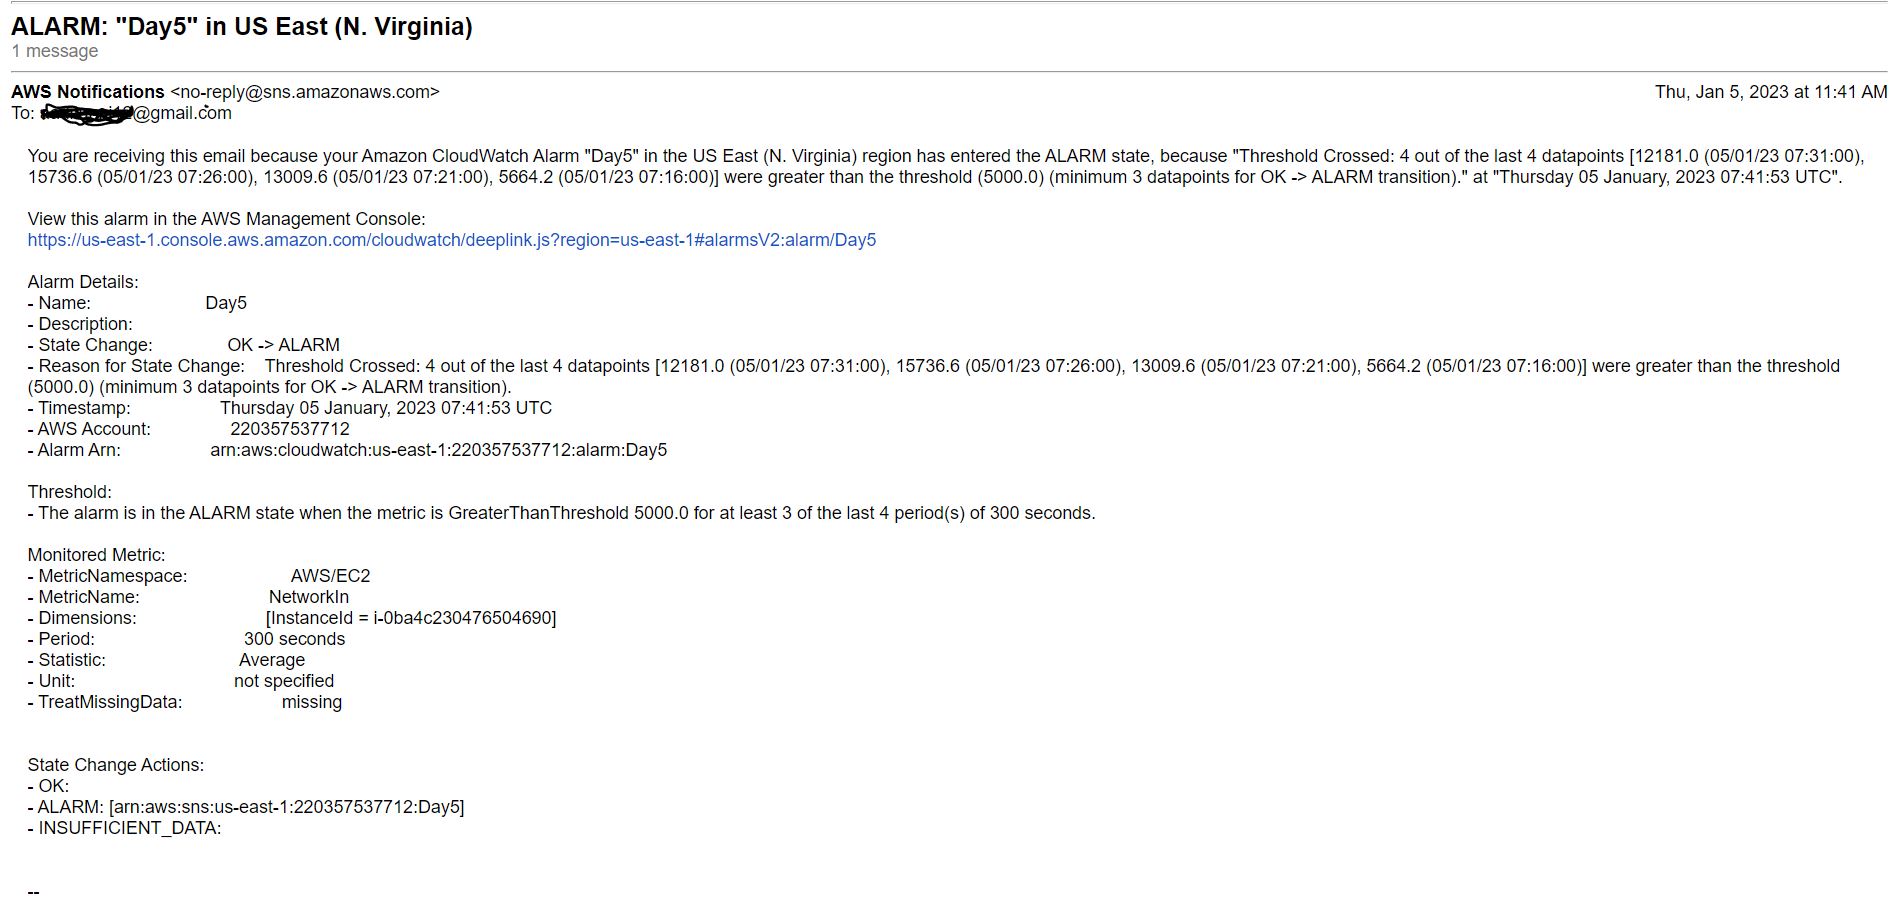 ALARM: "Day5" in US East (N. Virginia)
1 message
AWS Notifications <no-reply@sns.amazonaws.com>
Thu, Jan 5, 2023 at 11:41 AM
To: @gmail.com
You are receiving this email because your Amazon CloudWatch Alarm "Day5" in the US East (N. Virginia) region has entered the ALARM state, because "Threshold Crossed: 4 out of the last 4 datapoints [12181.0 (05/01/23 07:31:00),
15736.6 (05/01/23 07:26:00), 13009.6 (05/01/23 07:21:00), 5664.2 (05/01/23 07:16:00)] were greater than the threshold (5000.0) (minimum 3 datapoints for OK -> ALARM transition)." at "Thursday 05 January, 2023 07:41:53 UTC".
View this alarm in the AWS Management Console:
https://us-east-1.console.aws.amazon.com/cloudwatch/deeplink.js?region=us-east-1#alarmsV2:alarm/Day5
Alarm Details:
- Name: Day5
- Description:
- State Change: OK -> ALARM
- Reason for State Change: Threshold Crossed: 4 out of the last 4 datapoints [12181.0 (05/01/23 07:31:00), 15736.6 (05/01/23 07:26:00), 13009.6 (05/01/23 07:21:00), 5664.2 (05/01/23 07:16:00)] were greater than the threshold
(5000.0) (minimum 3 datapoints for OK -> ALARM transition).
- Timestamp: Thursday 05 January, 2023 07:41:53 UTC
- AWS Account: 220357537712
- Alarm Arn: arn:aws:cloudwatch:us-east-1:220357537712:alarm:Day5
Threshold:
- The alarm is in the ALARM state when the metric is GreaterThanThreshold 5000.0 for at least 3 of the last 4 period(s) of 300 seconds.
Monitored Metric:
- MetricNamespace: AWS/EC2
- MetricName: NetworkIn
- Dimensions: [InstanceId = i-0ba4c230476504690]
- Period: 300 seconds
- Statistic: Average
- Unit: not specified
- TreatMissingData: missing
State Change Actions:
- OK:
- ALARM: [arn:aws:sns:us-east-1:220357537712:Day5]
- INSUFFICIENT_DATA:
--